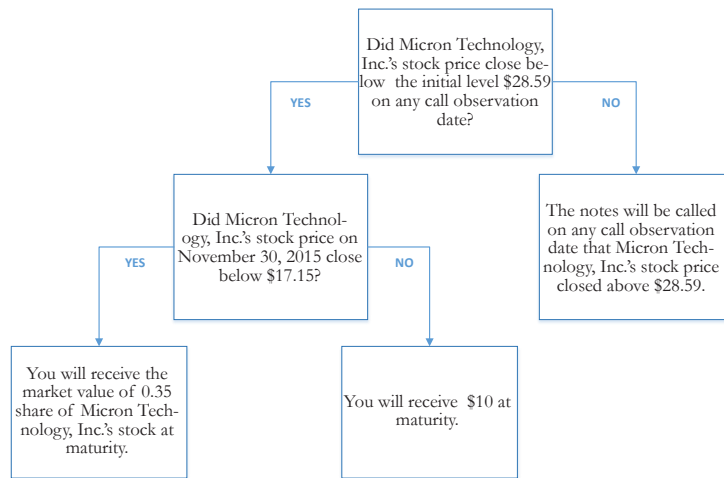 Did Micron Technology,
Inc.'s stock price close be-
low the initial level $28.59
on any call observation
date?
YES
NO
Did Micron Technol-
ogy, Inc.'s stock price on
November 30, 2015 close
below $17.15?
The notes will be called
on any call observation
date that Micron Tech-
nology, Inc.'s stock price
closed above $28.59.
YES
NO
You will receive the
market value of 0.35
share of Micron Tech-
nology, Inc.'s stock at
maturity.
You will receive $10 at
maturity.